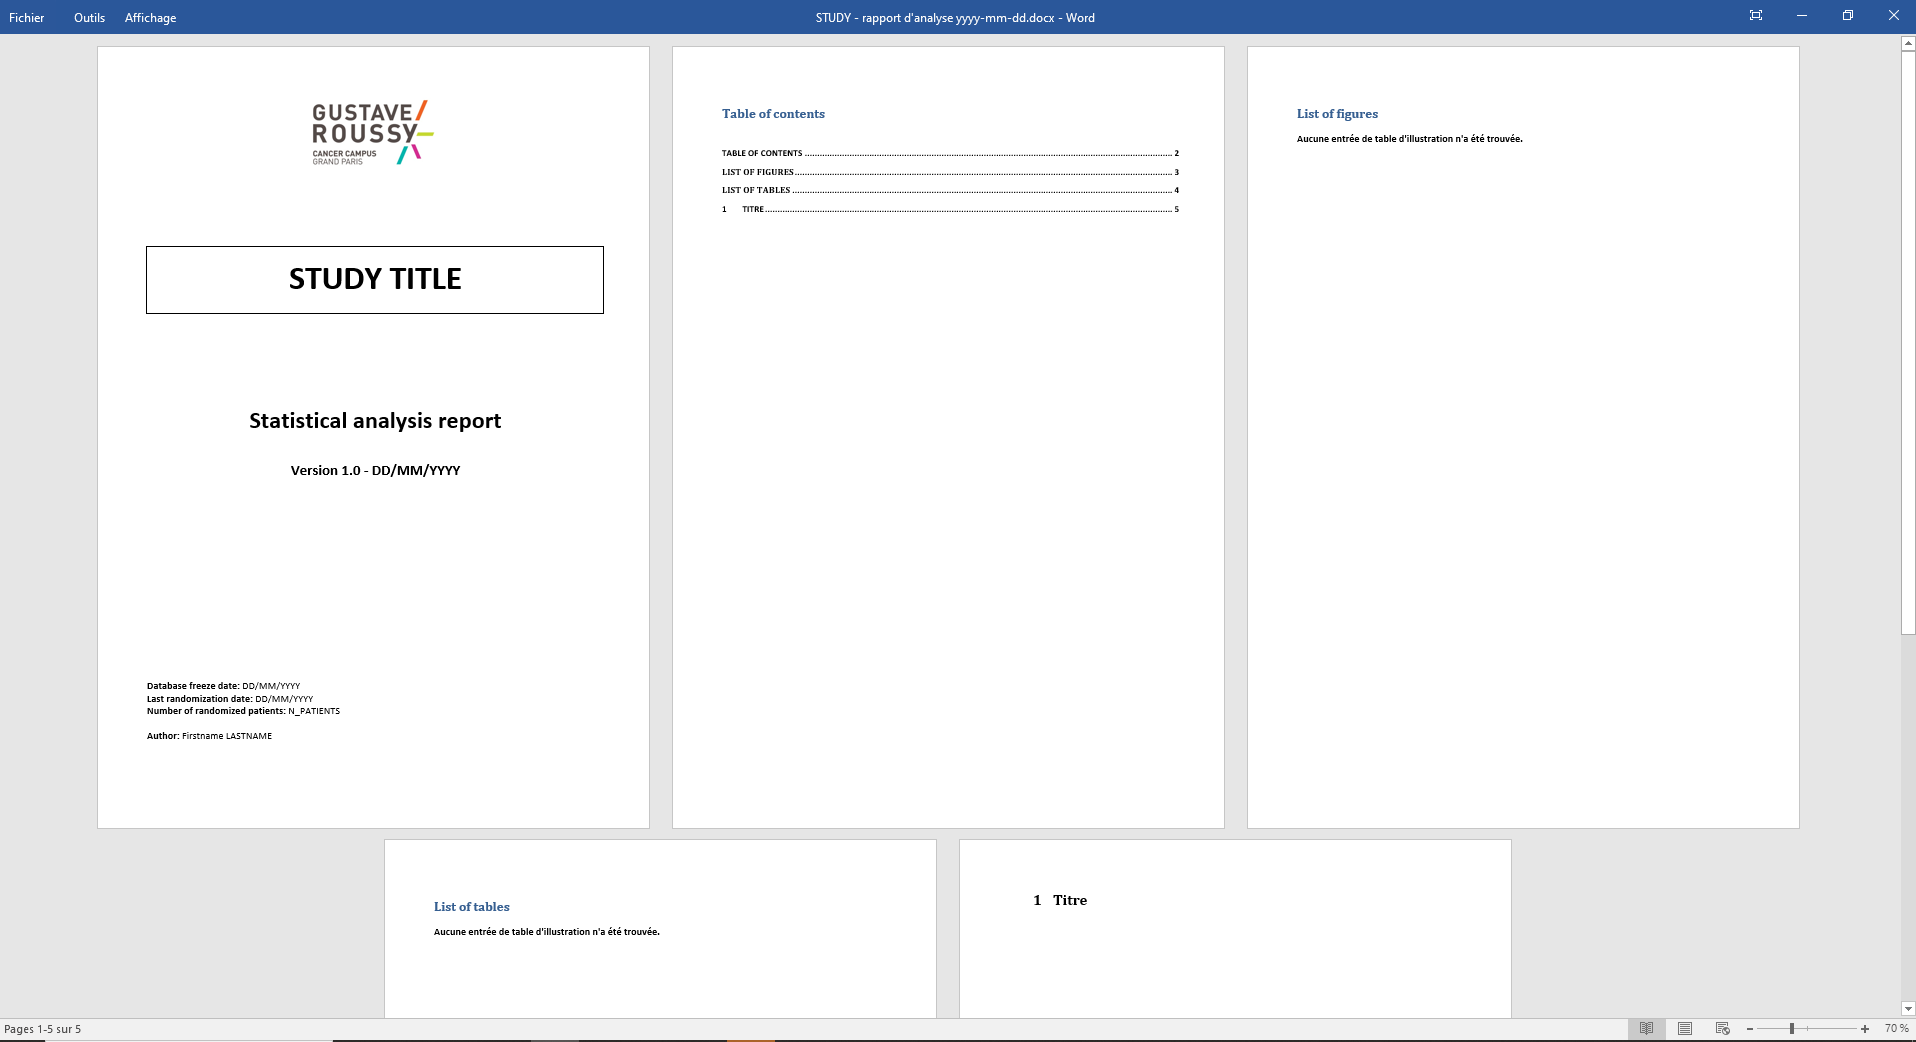 Fichier Outils Affichage STUDY - rapport d'analyse yyyy-mm-dd.docx - Word
GUSTAVE
ROUSSY
CANCER CAMPUS
GRAND PARIS
STUDY TITLE
Statistical analysis report
Version 1.0 - DD/MM/YYYY
Database freeze date: DD/MM/YYYY
Last randomization date: DD/MM/YYYY
Number of randomized patients: N_PATIENTS
Author: Firstname LASTNAME
Table of contents
TABLE OF CONTENTS 2
LIST OF FIGURES 3
LIST OF TABLES 4
1 TITRE 5
List of figures
Aucune entrée de table d'illustration n'a été trouvée.
List of tables
Aucune entrée de table d'illustration n'a été trouvée.
1 Titre
Pages 1-5 sur 5
70 %